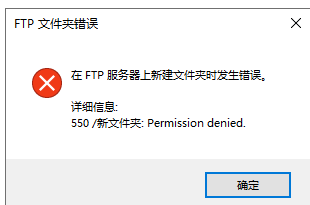 FTP 文件夹错误
在 FTP 服务器上新建文件夹时发生错误。
详细信息:
550 /新文件夹: Permission denied.
确定